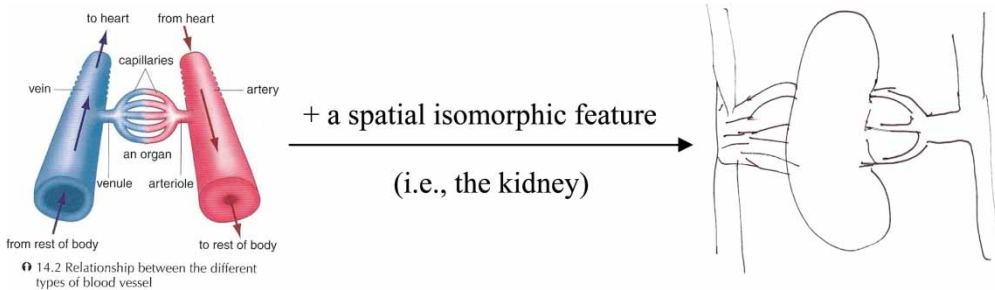 to heart
from heart
capillaries
vein
artery
an organ
venule
arteriole
from rest of body
to rest of body
14.2 Relationship between the different
types of blood vessel
+ a spatial isomorphic feature
(i.e., the kidney)